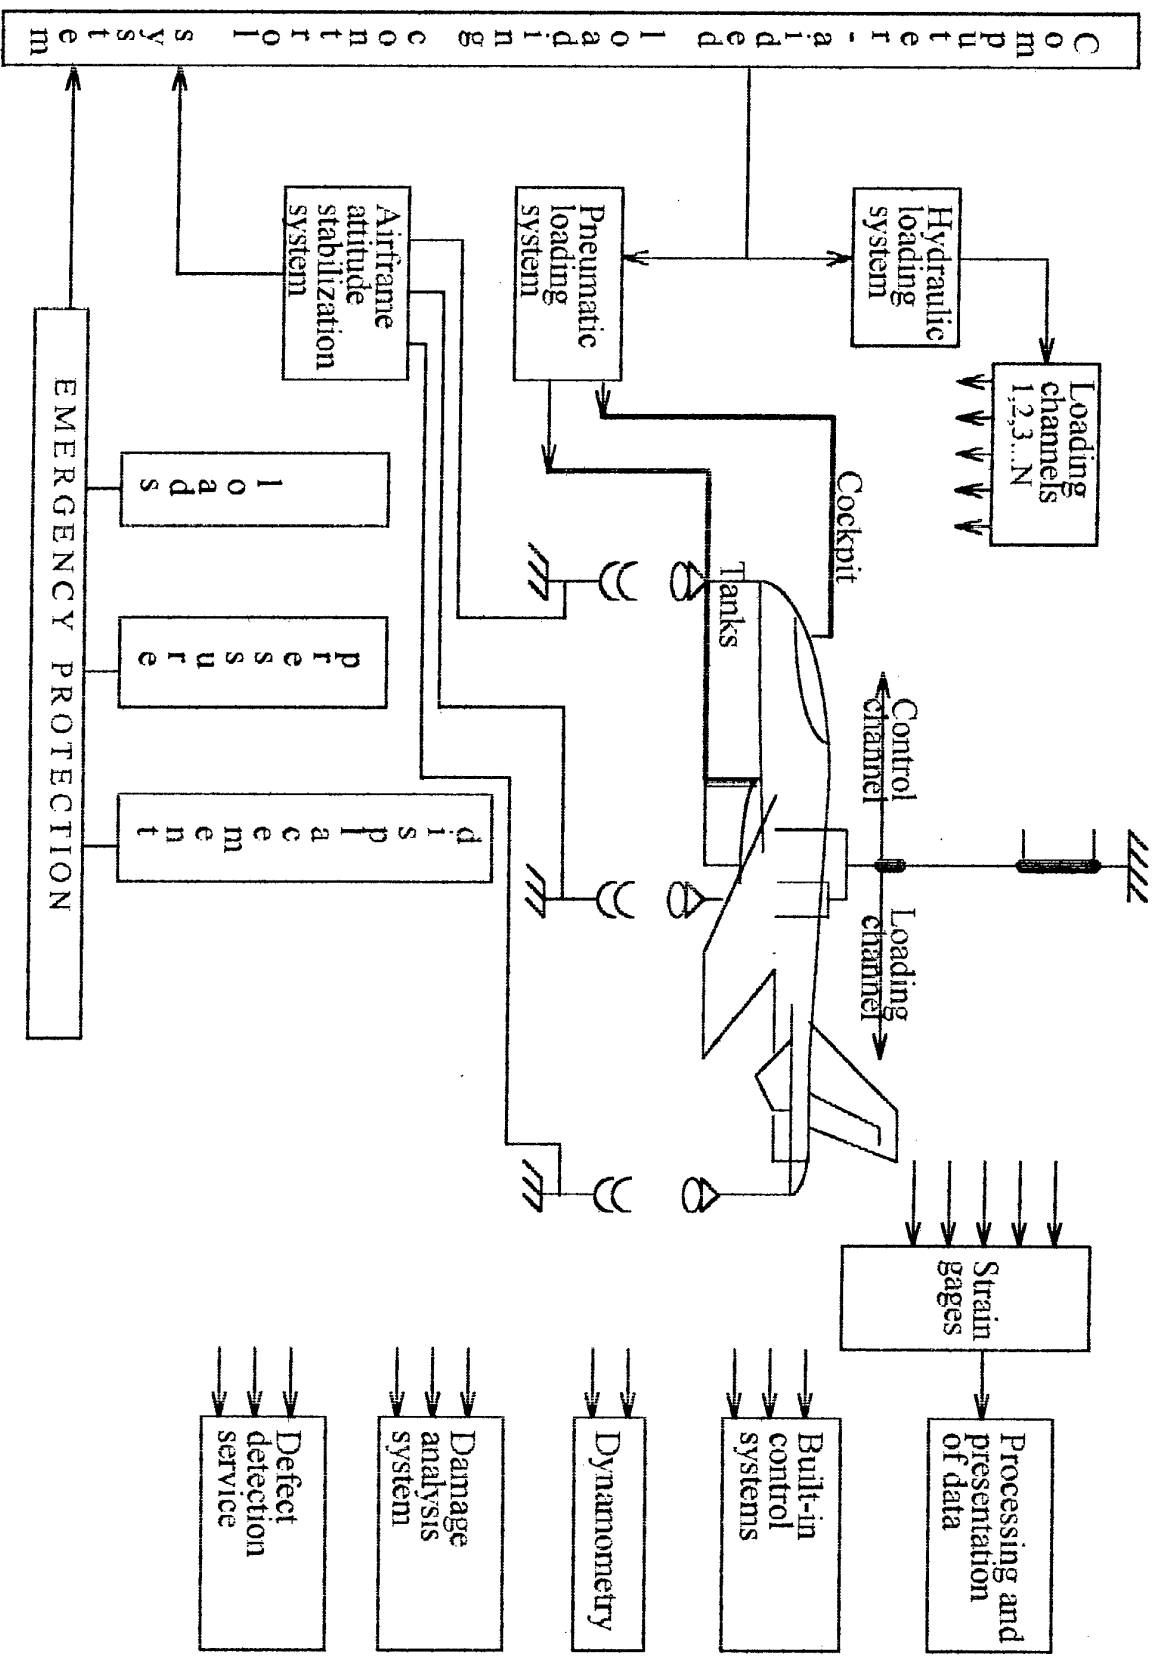 Computer-aided loading control system
Hydraulic
loading
system
Loading
channels
1,2,3...N
Pneumatic
loading
system
Airframe
attitude
stabilization
system
Cockpit
Tanks
Control
channel
Loading
channel
EMERGENCY PROTECTION
loads
pressure
displacement
Strain
gages
Processing and
presentation
of data
Built-in
control
systems
Dynamometry
Damage
analysis
system
Defect
detection
service